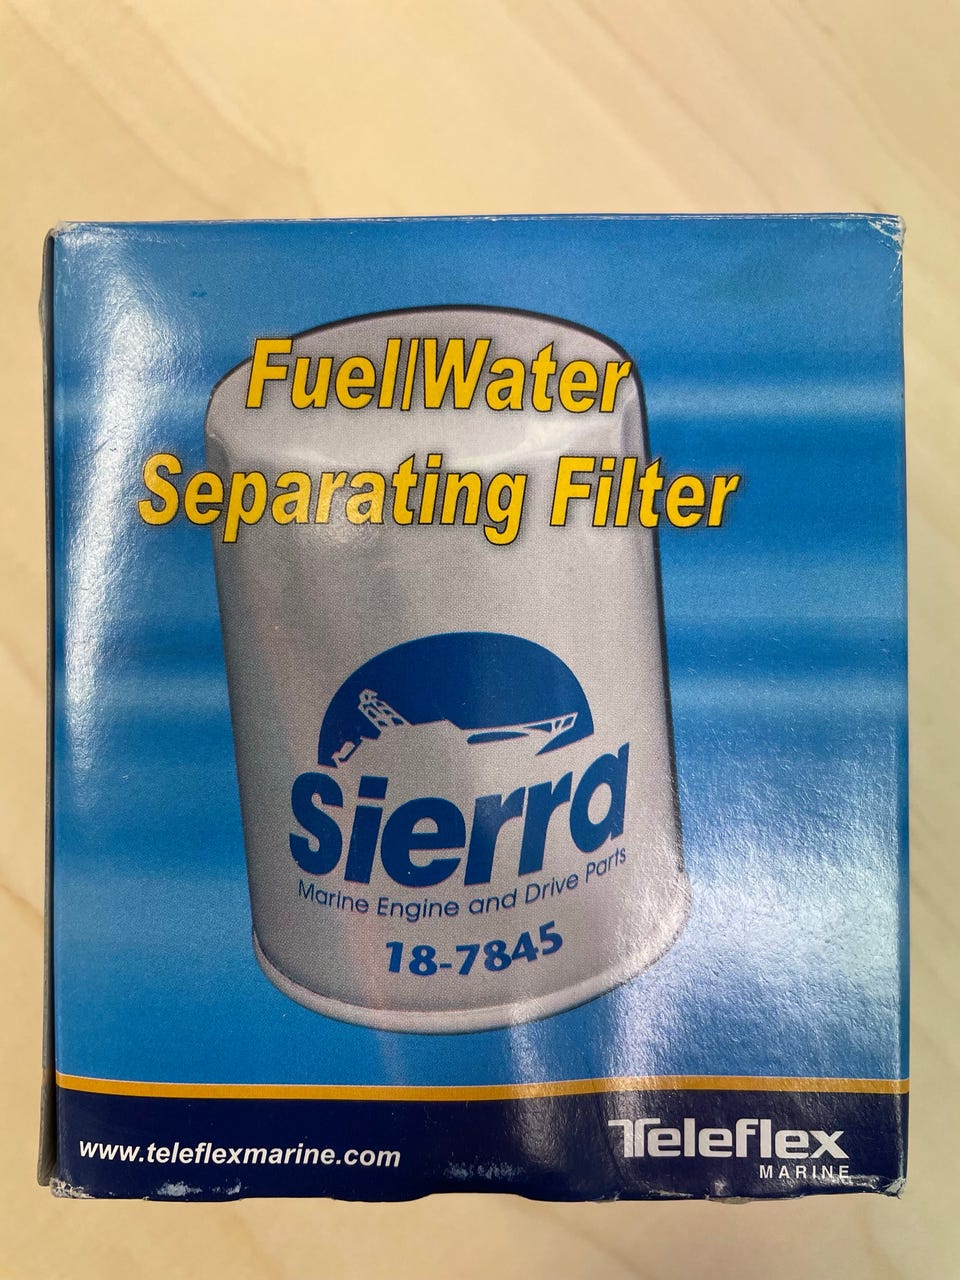 Fuel/Water
Separating Filter
Sierra
Marine Engine and Drive Parts
18-7845
www.teleflexmarine.com
Teleflex
MARINE